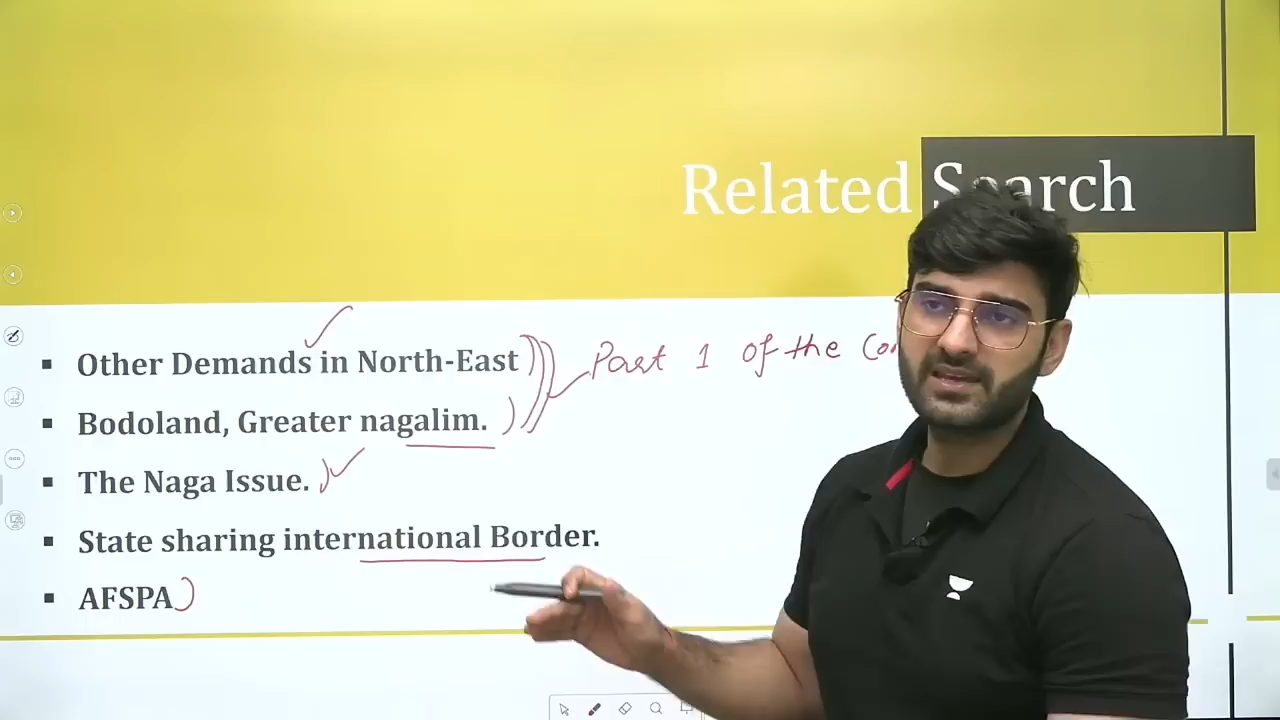 Related Search
Other Demands in North-East
Part 1 of the
Bodoland, Greater nagalim.
The Naga Issue.
State sharing international Border.
AFSPA